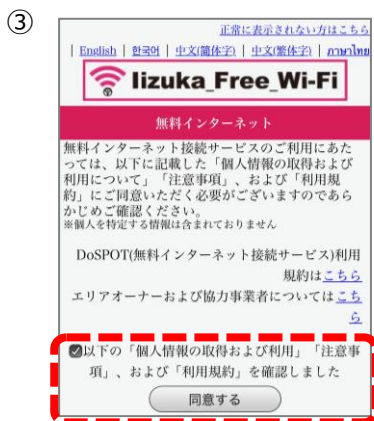 ③
正常に表示されない方はこちら
| English | 한국어 | 中文(簡体字) | 中文(繁体字) | ภาษาไทย
Iizuka_Free_Wi-Fi
無料インターネット
無料インターネット接続サービスのご利用にあた
っては、以下に記載した「個人情報の取得および
利用について」「注意事項」、および「利用規
約」にご同意いただく必要がございますのであら
かじめご確認ください。
※個人を特定する情報は含まれておりません
DoSPOT(無料インターネット接続サービス)利用
規約はこちら
エリアオーナーおよび協力事業者についてはこち
ら
以下の「個人情報の取得および利用」「注意事
項」、および「利用規約」を確認しました
同意する